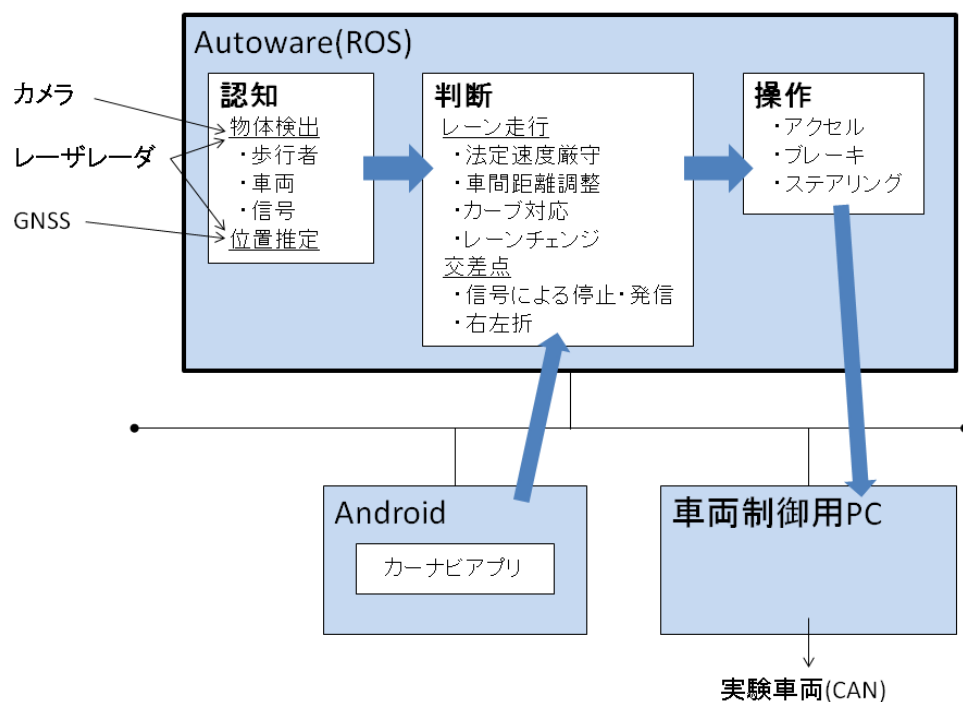 Autoware(ROS)
カメラ
レーザレーダ
GNSS
認知
物体検出
・歩行者
・車両
・信号
位置推定
判断
レーン走行
・法定速度厳守
・車間距離調整
・カーブ対応
・レーンチェンジ
交差点
・信号による停止・発信
・右左折
操作
・アクセル
・ブレーキ
・ステアリング
Android
カーナビアプリ
車両制御用PC
実験車両(CAN)